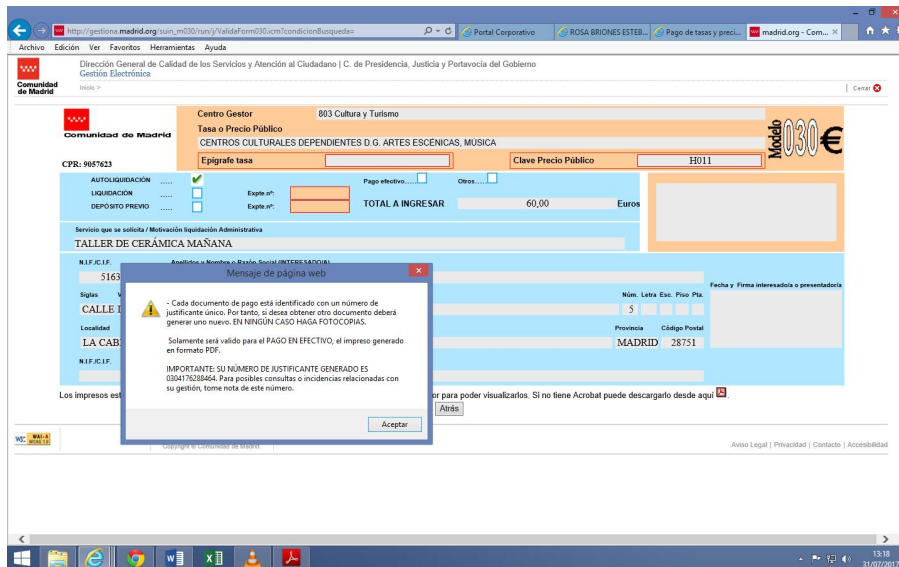 http://gestiona.madrid.org/suin_m030/run/j/ValidaForm030.icm?condicionBusqueda=
Portal Corporativo
ROSA BRIONES ESTEB...
Pago de tasas y preci...
madrid.org - Com...
Archivo Edición Ver Favoritos Herramientas Ayuda
Comunidad de Madrid
Dirección General de Calidad de los Servicios y Atención al Ciudadano | C. de Presidencia, Justicia y Portavocía del Gobierno
Gestión Electrónica
Inicio >
Cerrar
Comunidad de Madrid
CPR: 9057623
Centro Gestor 803 Cultura y Turismo
Tasa o Precio Público
CENTROS CULTURALES DEPENDIENTES D.G. ARTES ESCÉNICAS, MÚSICA
Epígrafe tasa Clave Precio Público H011
Modelo 030 €
AUTOLIQUIDACIÓN ..... Pago efectivo...... Otros......
LIQUIDACIÓN ..... Expte.nº:
DEPÓSITO PREVIO ..... Expte.nº:
TOTAL A INGRESAR 60,00 Euros
Servicio que se solicita / Motivación liquidación Administrativa
TALLER DE CERÁMICA MAÑANA
N.I.F./C.I.F. Apellidos y Nombre o Razón Social (INTERESADO/A)
5163
Siglas V Núm. Letra Esc. Piso Pta.
CALLE 5
Fecha y Firma interesado/a o presentador/a
Localidad Provincia Código Postal
LA CAB MADRID 28751
N.I.F./C.I.F.
Mensaje de página web
- Cada documento de pago está identificado con un número de
justificante único. Por tanto, si desea obtener otro documento deberá
generar uno nuevo. EN NINGÚN CASO HAGA FOTOCOPIAS.
Solamente será valido para el PAGO EN EFECTIVO, el impreso generado
en formato PDF.
IMPORTANTE: SU NÚMERO DE JUSTIFICANTE GENERADO ES
0304176288464. Para posibles consultas o incidencias relacionadas con
su gestión, tome nota de este número.
Aceptar
Los impresos est or para poder visualizarlos. Si no tiene Acrobat puede descargarlo desde aquí
Atrás
W3C WAI-A WCAG 1.0
Copyright © Comunidad de Madrid.
Aviso Legal | Privacidad | Contacto | Accesibilidad
13:18
31/07/2017